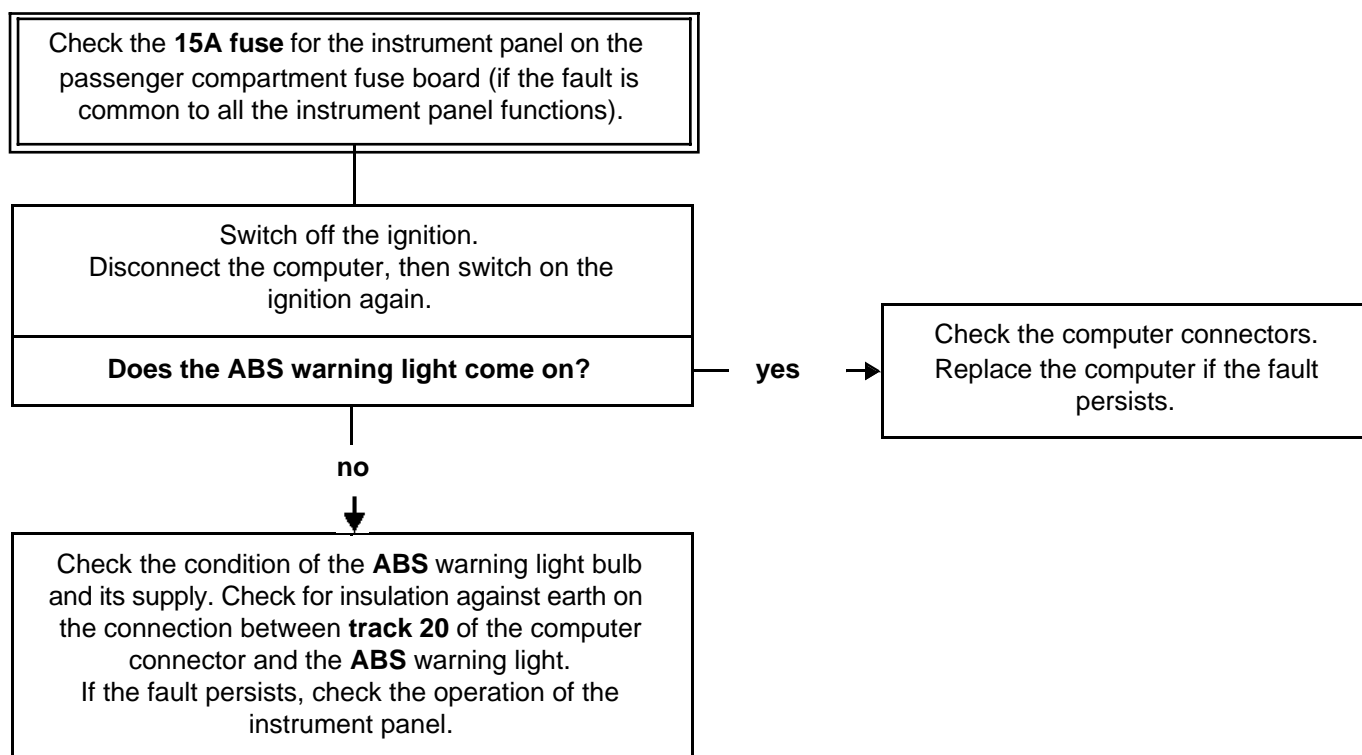 Check the 15A fuse for the instrument panel on the
passenger compartment fuse board (if the fault is
common to all the instrument panel functions).
Switch off the ignition.
Disconnect the computer, then switch on the
ignition again.
Does the ABS warning light come on?
yes
Check the computer connectors.
Replace the computer if the fault
persists.
no
Check the condition of the ABS warning light bulb
and its supply. Check for insulation against earth on
the connection between track 20 of the computer
connector and the ABS warning light.
If the fault persists, check the operation of the
instrument panel.